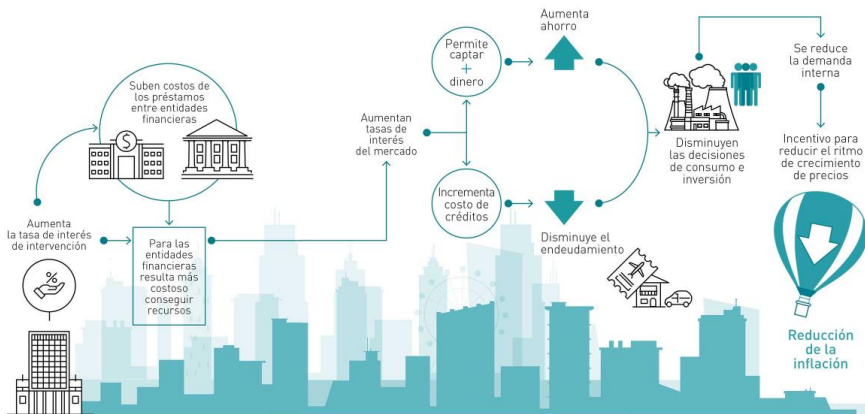 Aumenta
la tasa de interés
de intervención
Suben costos de
los préstamos
entre entidades
financieras
$
%
Para las
entidades
financieras
resulta más
costoso
conseguir
recursos
Aumentan
tasas de
interés
del mercado
Permite
captar
+
dinero
Aumenta
ahorro
Incrementa
costo de
créditos
Disminuye el
endeudamiento
Disminuyen
las decisiones
de consumo e
inversión
Se reduce
la demanda
interna
Incentivo para
reducir el ritmo
de crecimiento
de precios
Reducción
de la
inflación